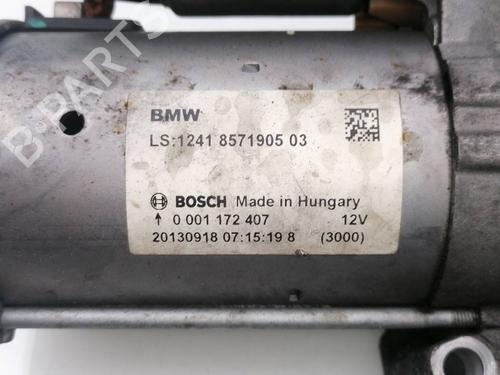 B-PARTS
BMW
LS:1241 8571905 03
BOSCH Made in Hungary
↑ 0 001 172 407 12V
20130918 07:15:19 8 (3000)